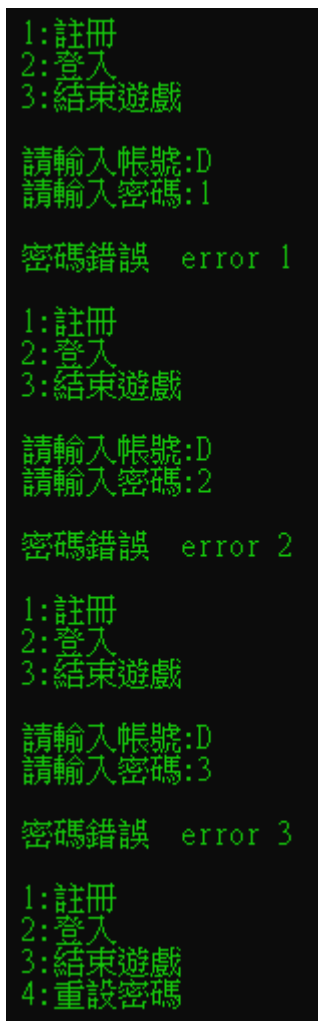 1:註冊
2:登入
3:結束遊戲
請輸入帳號:D
請輸入密碼:1
密碼錯誤  error 1
1:註冊
2:登入
3:結束遊戲
請輸入帳號:D
請輸入密碼:2
密碼錯誤  error 2
1:註冊
2:登入
3:結束遊戲
請輸入帳號:D
請輸入密碼:3
密碼錯誤  error 3
1:註冊
2:登入
3:結束遊戲
4:重設密碼